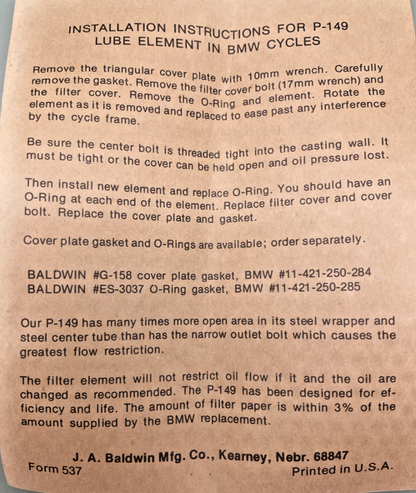 INSTALLATION INSTRUCTIONS FOR P-149
LUBE ELEMENT IN BMW CYCLES
Remove the triangular cover plate with 10mm wrench. Carefully
remove the gasket. Remove the filter cover bolt (17mm wrench) and
the filter cover. Remove the O-Ring and element. Rotate the
element as it is removed and replaced to ease past any interference
by the cycle frame.
Be sure the center bolt is threaded tight into the casting wall. It
must be tight or the cover can be held open and oil pressure lost.
Then install new element and replace O-Ring. You should have an
O-Ring at each end of the element. Replace filter cover and cover
bolt. Replace the cover plate and gasket.
Cover plate gasket and O-Rings are available; order separately.
BALDWIN #G-158 cover plate gasket, BMW #11-421-250-284
BALDWIN #ES-3037 O-Ring gasket, BMW #11-421-250-285
Our P-149 has many times more open area in its steel wrapper and
steel center tube than has the narrow outlet bolt which causes the
greatest flow restriction.
The filter element will not restrict oil flow if it and the oil are
changed as recommended. The P-149 has been designed for ef-
ficiency and life. The amount of filter paper is within 3% of the
amount supplied by the BMW replacement.
J. A. Baldwin Mfg. Co., Kearney, Nebr. 68847
Form 537 Printed in U.S.A.